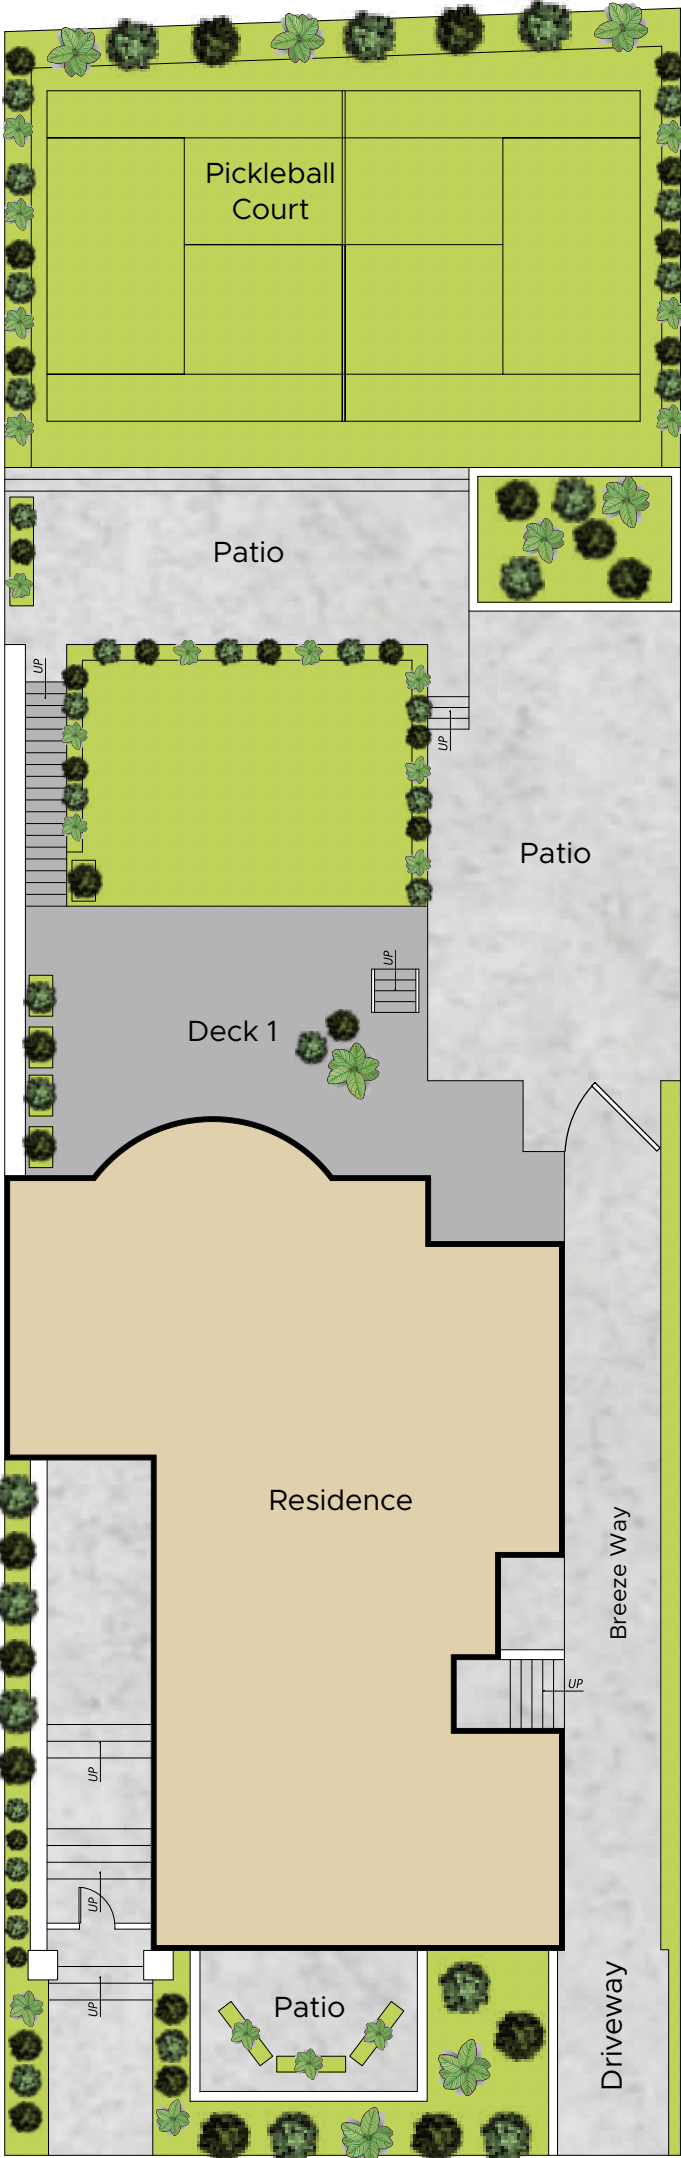 Pickleball
Court
Patio
UP
UP
Patio
UP
Deck 1
Residence
Breeze Way
UP
UP
UP
UP
Patio
Driveway